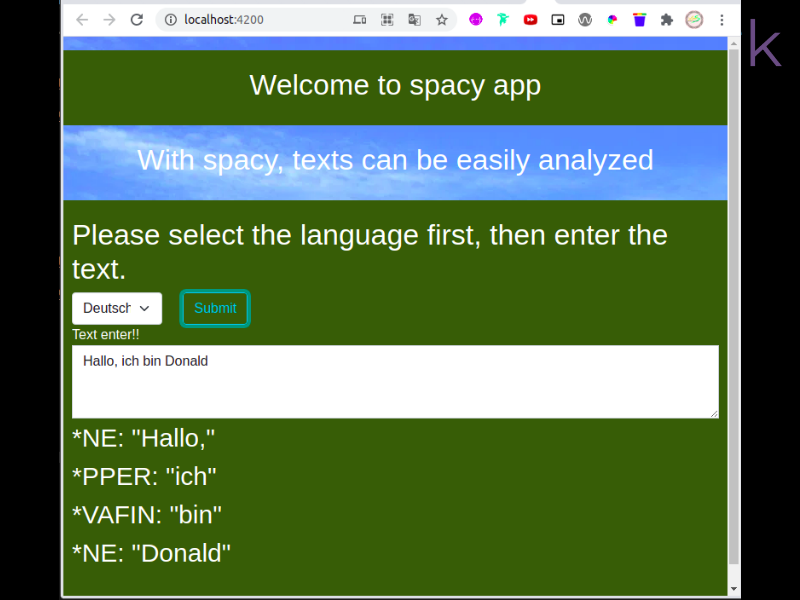 localhost:4200
k
Welcome to spacy app
With spacy, texts can be easily analyzed
Please select the language first, then enter the
text.
Deutsch
Submit
Text enter!!
Hallo, ich bin Donald
*NE: "Hallo,"
*PPER: "ich"
*VAFIN: "bin"
*NE: "Donald"